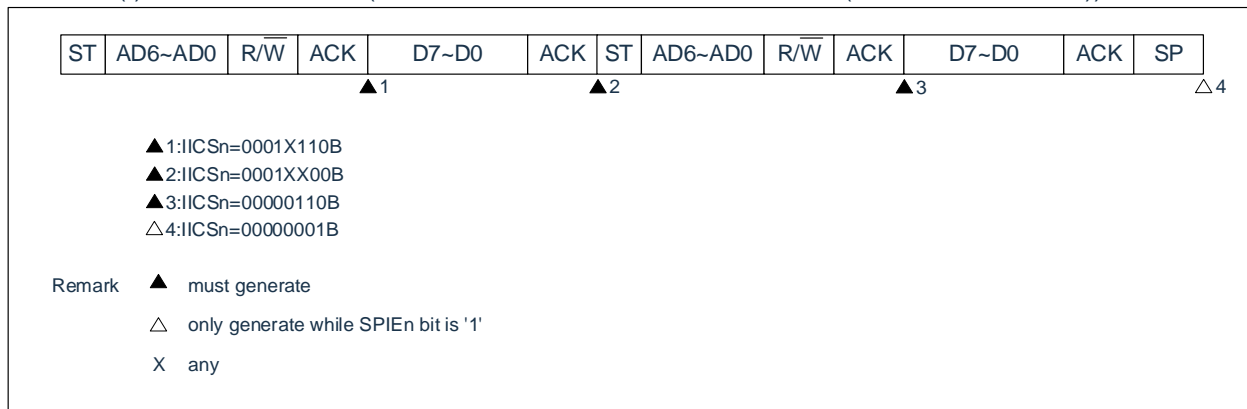 ST AD6~AD0 R/W ACK D7~D0 ACK ST AD6~AD0 R/W ACK D7~D0 ACK SP
▲1 ▲2 ▲3 △4
▲1:IICSn=0001X110B
▲2:IICSn=0001XX00B
▲3:IICSn=00000110B
△4:IICSn=00000001B
Remark ▲ must generate
△ only generate while SPIEn bit is '1'
X any